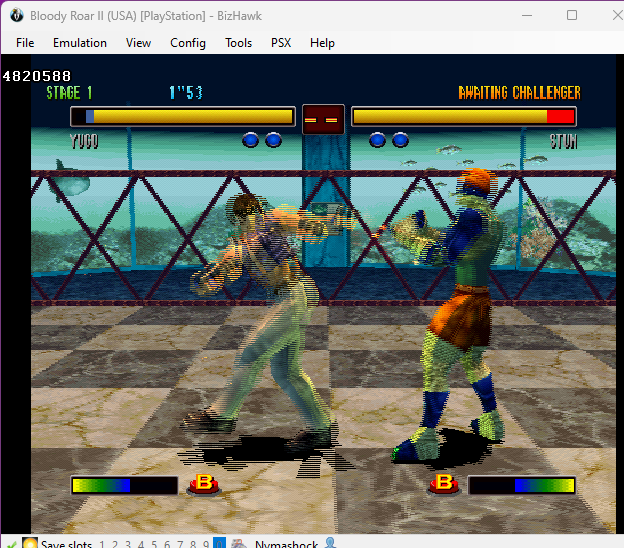 Bloody Roar II (USA) [PlayStation] - BizHawk
File Emulation View Config Tools PSX Help
4820588
STAGE 1 1"53 AWAITING CHALLENGER
YUGO STUN
B B
Save slots 1 2 3 4 5 6 7 8 9 0 Nymashock